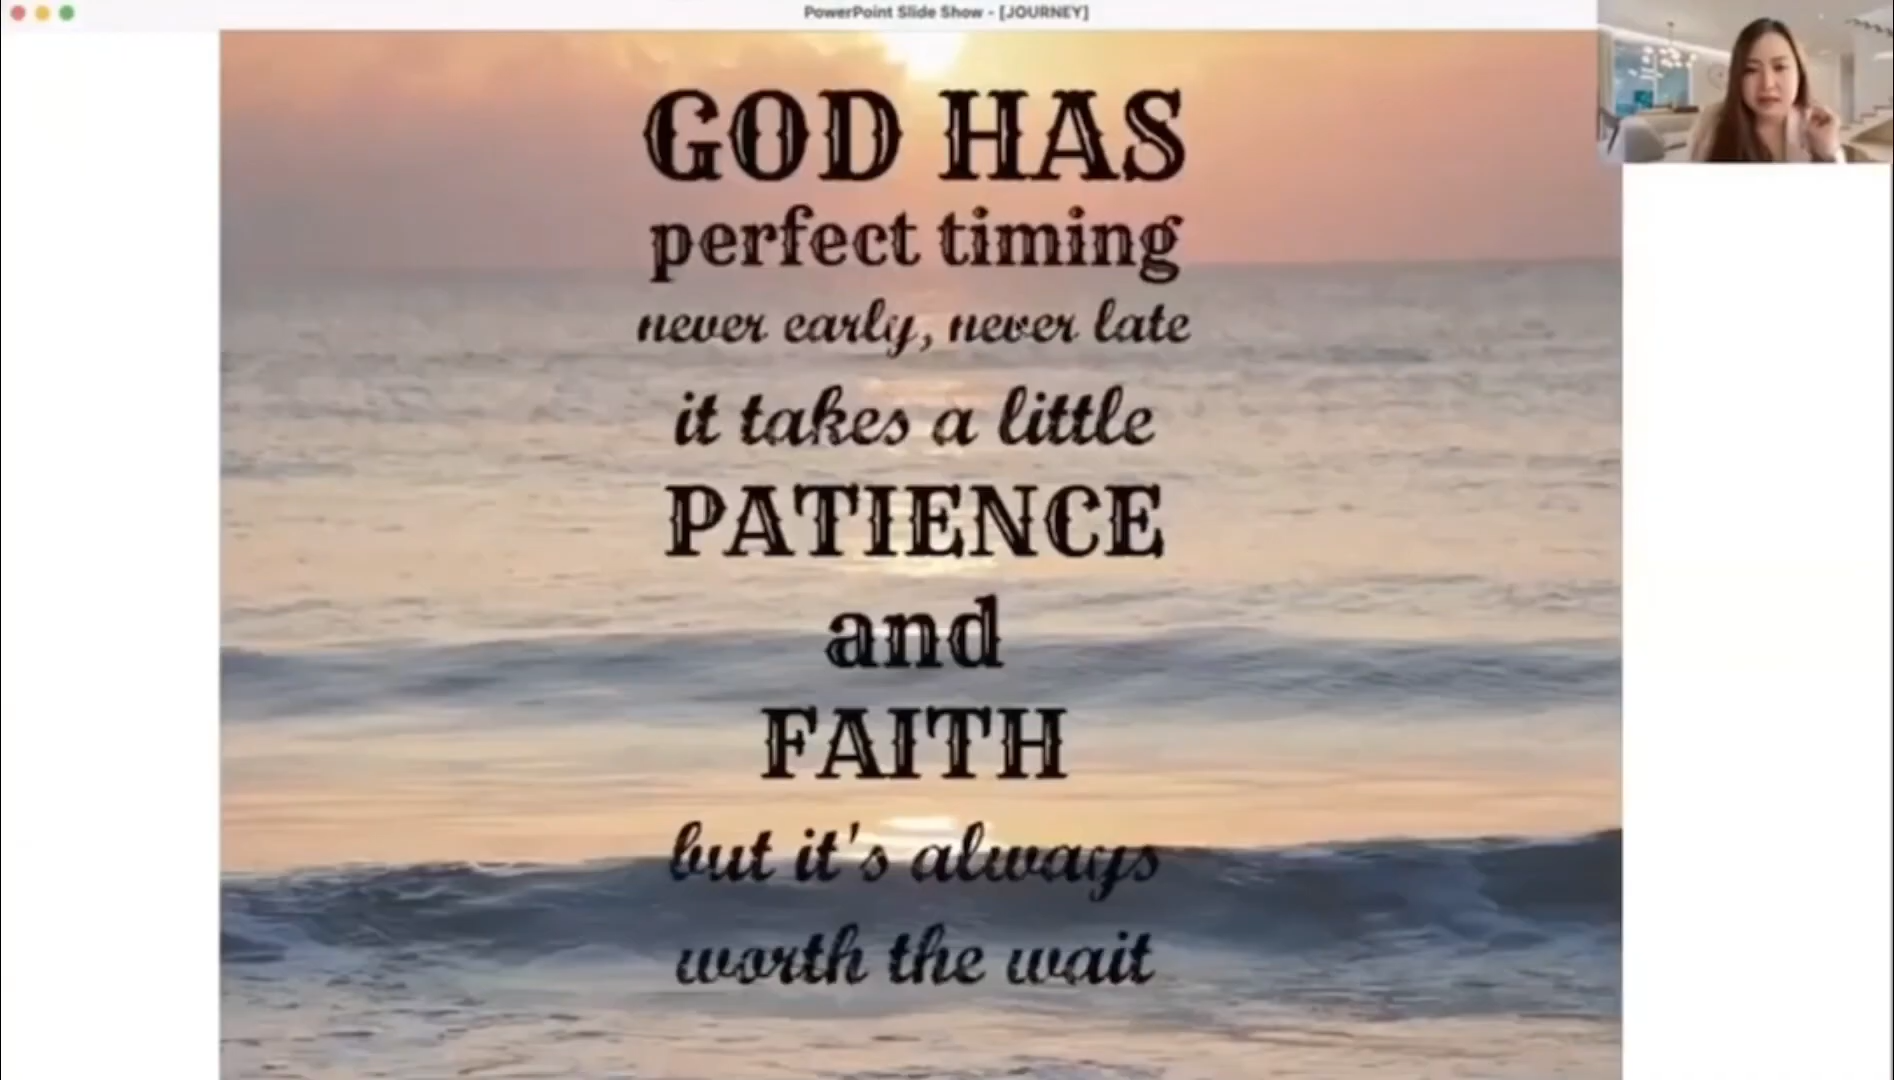 PowerPoint Slide Show - [JOURNEY]
GOD HAS
perfect timing
never early, never late
it takes a little
PATIENCE
and
FAITH
but it's always
worth the wait